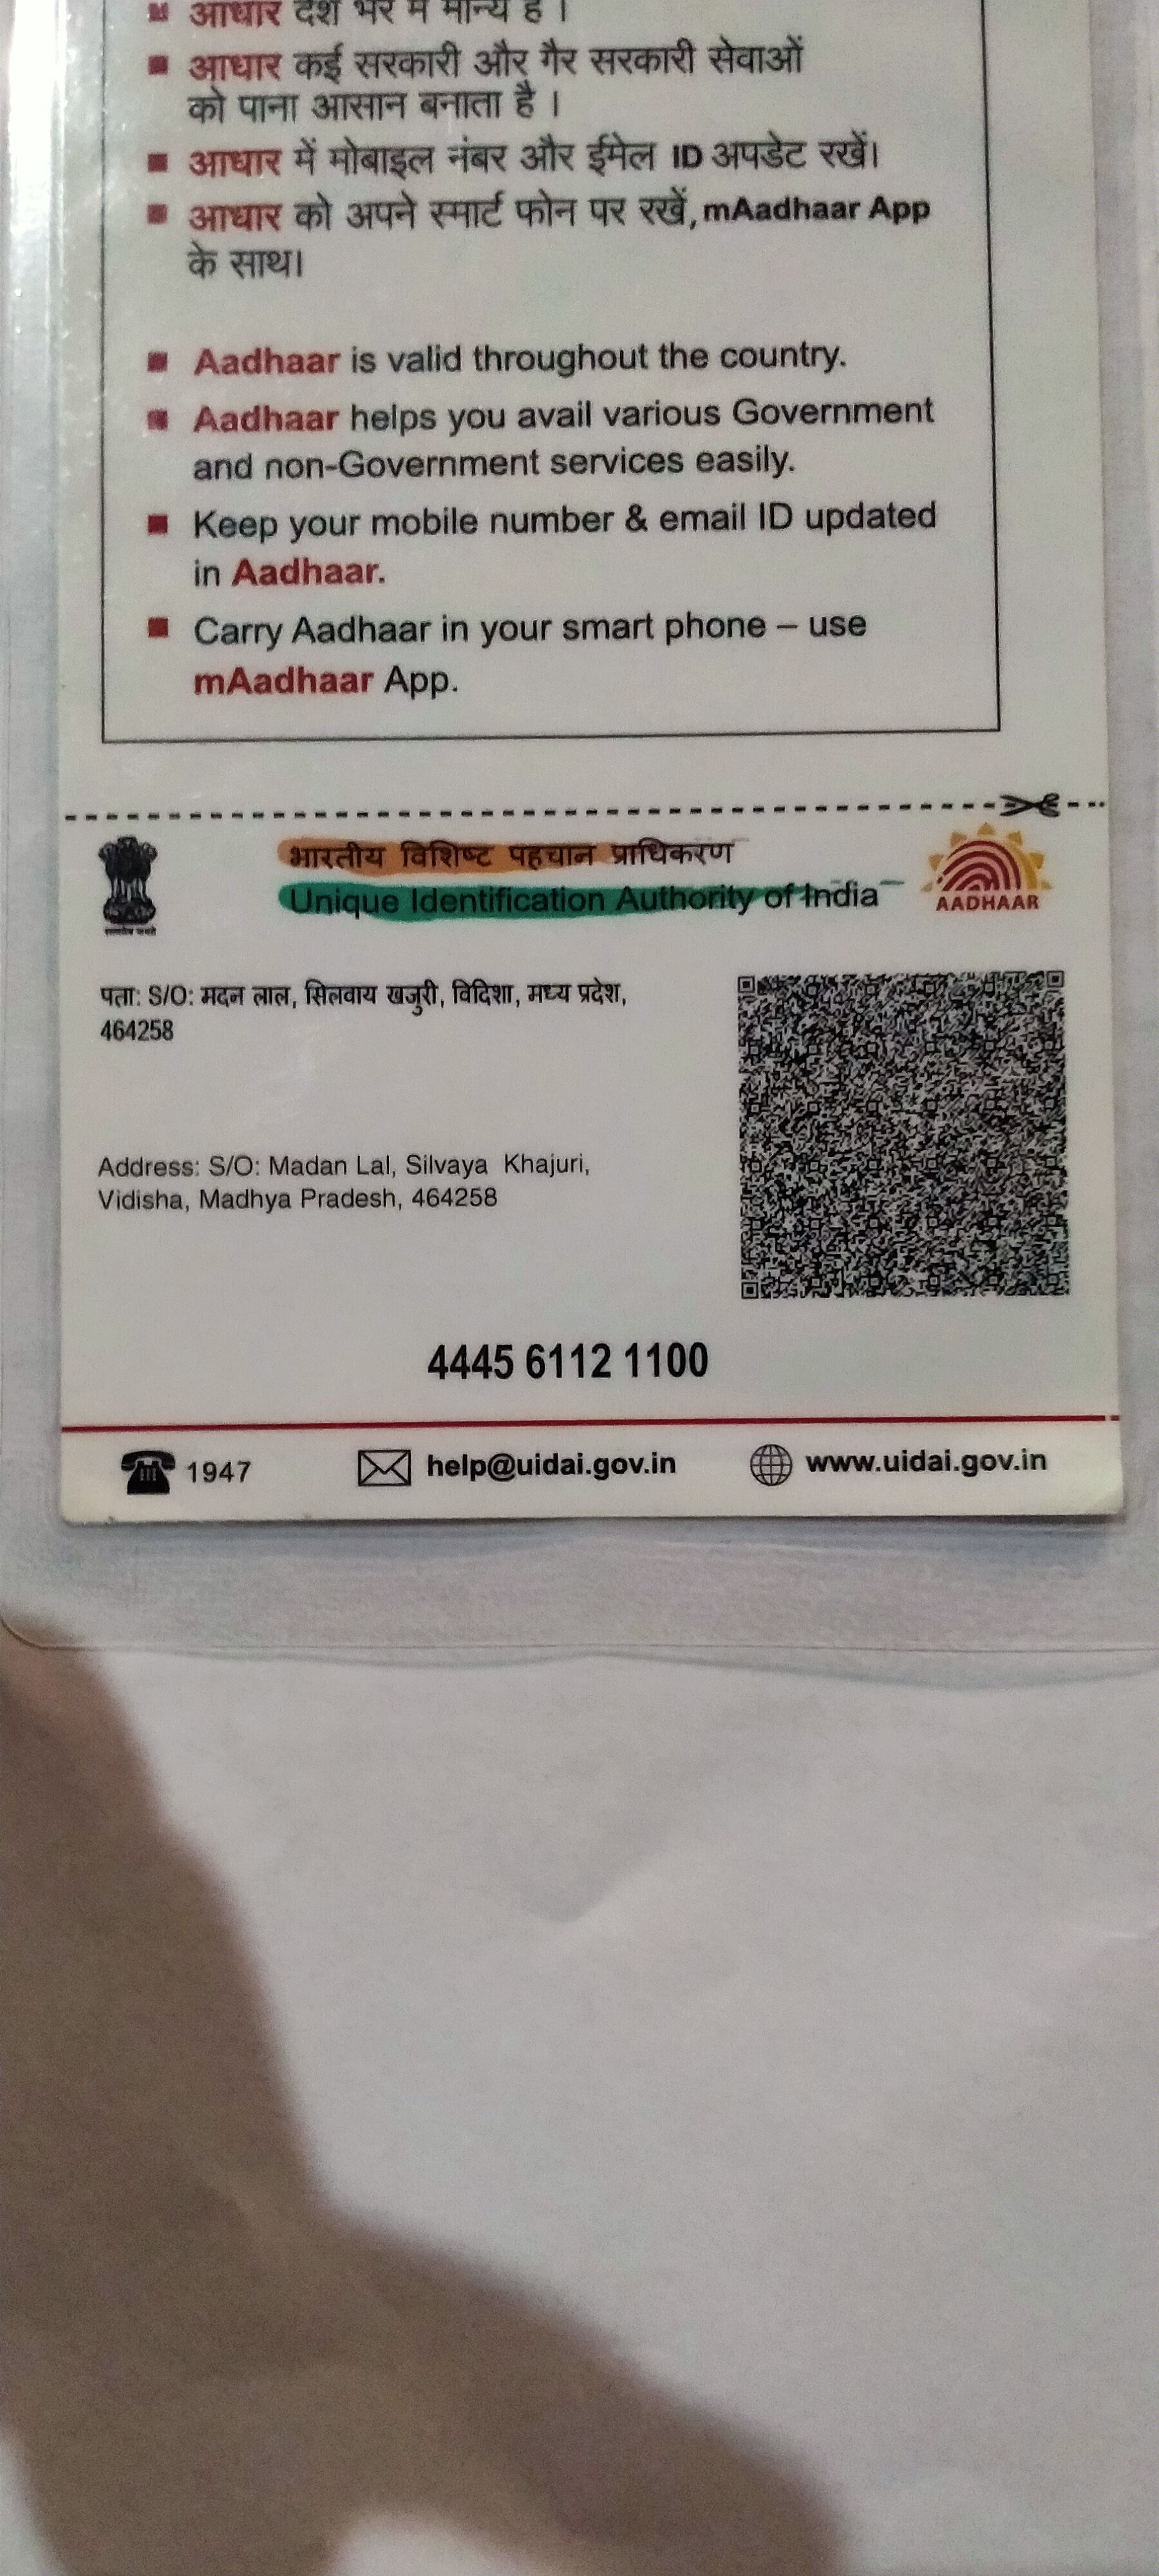 आधार देश भर में मान्य है ।
आधार कई सरकारी और गैर सरकारी सेवाओं
को पाना आसान बनाता है ।
आधार में मोबाइल नंबर और ईमेल ID अपडेट रखें।
आधार को अपने स्मार्ट फोन पर रखें, mAadhaar App
के साथ।
Aadhaar is valid throughout the country.
Aadhaar helps you avail various Government
and non-Government services easily.
Keep your mobile number & email ID updated
in Aadhaar.
Carry Aadhaar in your smart phone – use
mAadhaar App.
भारतीय विशिष्ट पहचान प्राधिकरण
Unique Identification Authority of India
AADHAAR
सत्यमेव जयते
पता: S/O: मदन लाल, सिलवाय खजुरी, विदिशा, मध्य प्रदेश,
464258
Address: S/O: Madan Lal, Silvaya Khajuri,
Vidisha, Madhya Pradesh, 464258
4445 6112 1100
1947
help@uidai.gov.in
www.uidai.gov.in